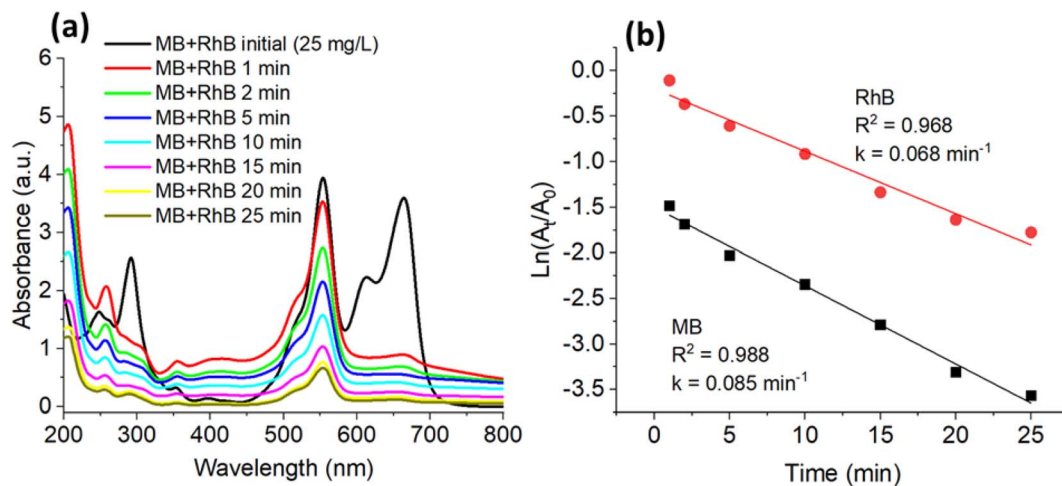 (a)
MB+RhB initial (25 mg/L)
MB+RhB 1 min
MB+RhB 2 min
MB+RhB 5 min
MB+RhB 10 min
MB+RhB 15 min
MB+RhB 20 min
MB+RhB 25 min
6
5
4
3
2
1
0
Absorbance (a.u.)
200 300 400 500 600 700 800
Wavelength (nm)
(b)
0.0
-0.5
-1.0
-1.5
-2.0
-2.5
-3.0
-3.5
Ln(At/A0)
RhB
R² = 0.968
k = 0.068 min⁻¹
MB
R² = 0.988
k = 0.085 min⁻¹
0 5 10 15 20 25
Time (min)